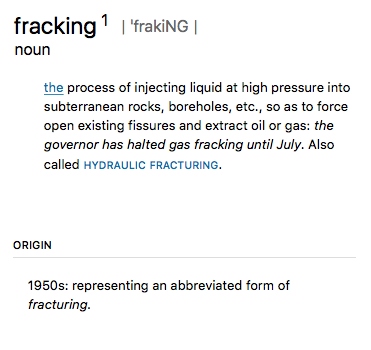 fracking 1 | ˈfrakiNG |
noun
the process of injecting liquid at high pressure into
subterranean rocks, boreholes, etc., so as to force
open existing fissures and extract oil or gas: the
governor has halted gas fracking until July. Also
called HYDRAULIC FRACTURING.
ORIGIN
1950s: representing an abbreviated form of
fracturing.